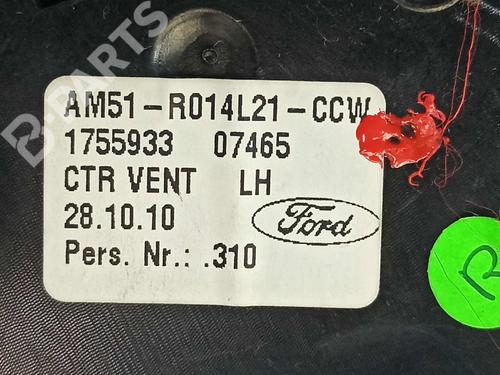 B-PARTS
AM51-R014L21-CCW
1755933 07465
CTR VENT LH
28.10.10 Ford
Pers. Nr.: .310